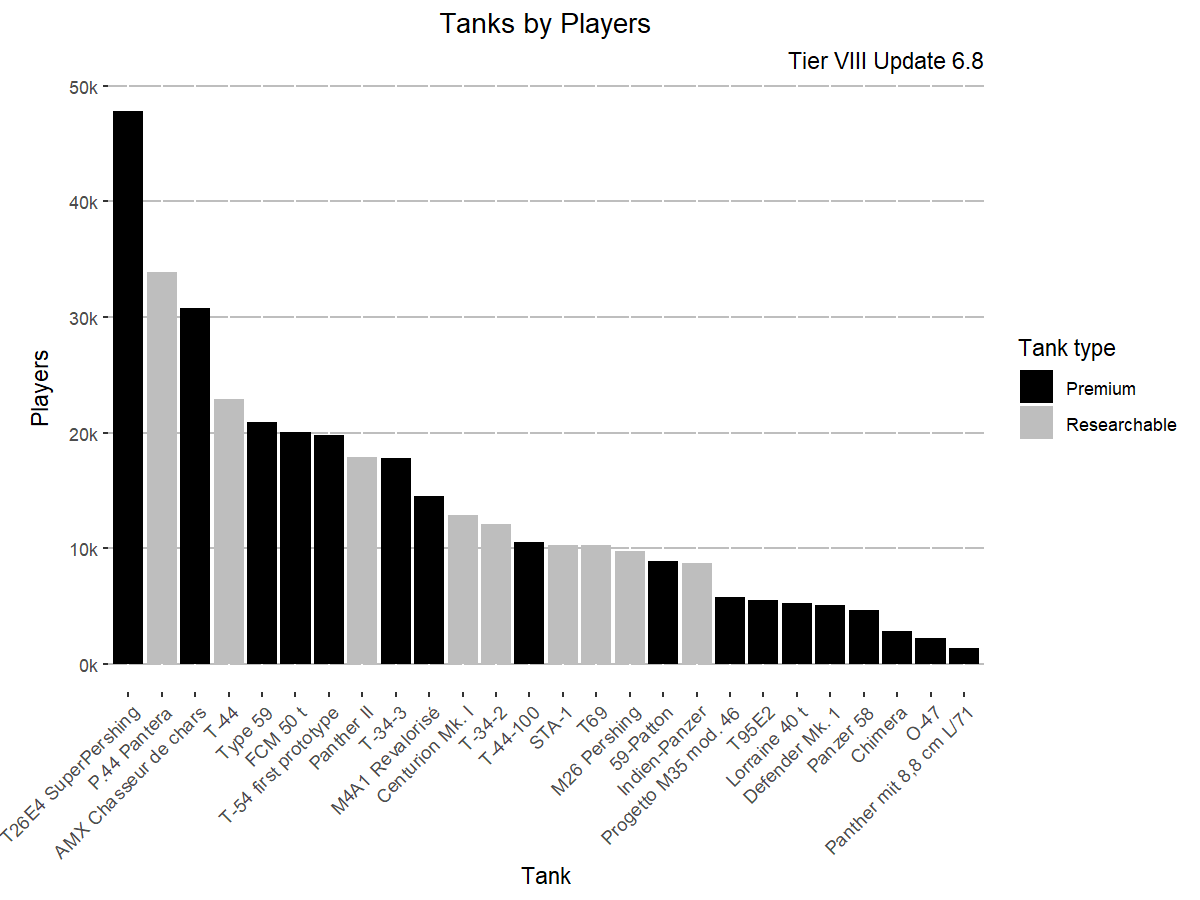 Tanks by Players
Tier VIII Update 6.8
50k
40k
30k
20k
10k
0k
Players
T26E4 SuperPershing
P.44 Pantera
AMX Chasseur de chars
T-44
Type 59
FCM 50 t
T-54 first prototype
Panther II
T-34-3
M4A1 Revalorisé
Centurion Mk. I
T-34-2
T-44-100
STA-1
T69
M26 Pershing
59-Patton
Indien-Panzer
Progetto M35 mod. 46
T95E2
Lorraine 40 t
Defender Mk. 1
Panzer 58
Chimera
O-47
Panther mit 8,8 cm L/71
Tank
Tank type
Premium
Researchable